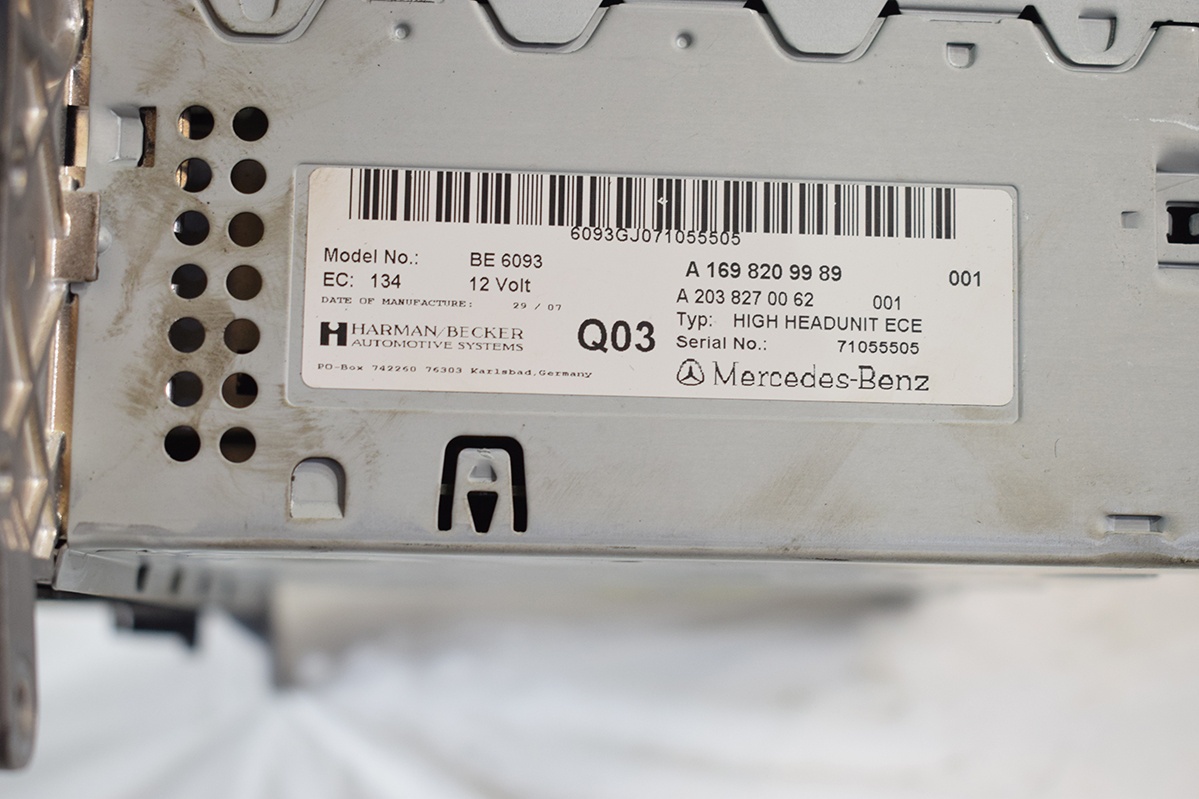 6093GJ071055505
Model No.: BE 6093
EC: 134 12 Volt
DATE OF MANUFACTURE: 29 / 07
HARMAN/BECKER
AUTOMOTIVE SYSTEMS
PO-Box 742260 76303 Karlsbad,Germany
Q03
A 169 820 99 89 001
A 203 827 00 62 001
Typ: HIGH HEADUNIT ECE
Serial No.: 71055505
Mercedes-Benz